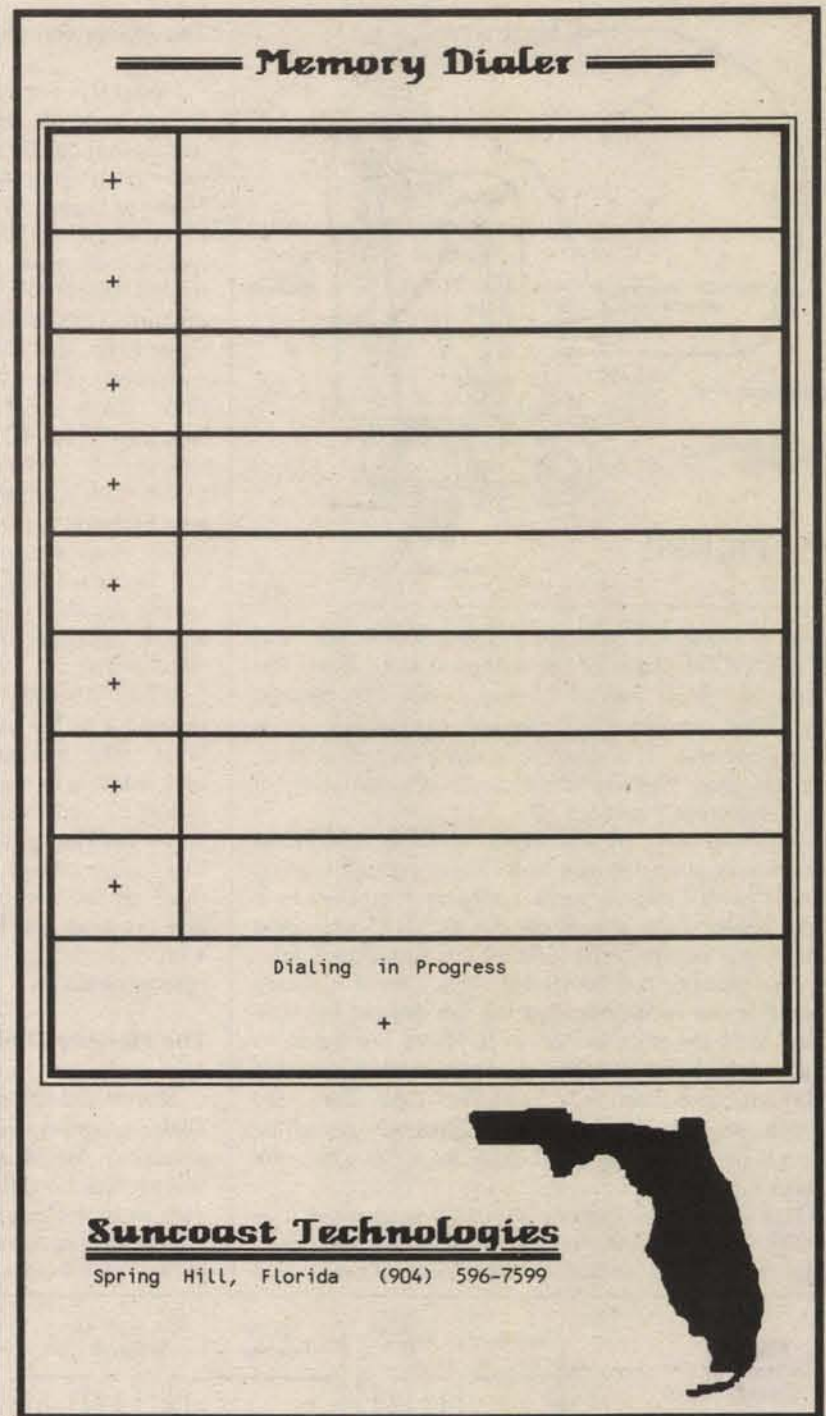 Memory Dialer
+
+
+
+
+
+
+
+
Dialing in Progress
+
Suncoast Technologies
Spring Hill, Florida (904) 596-7599